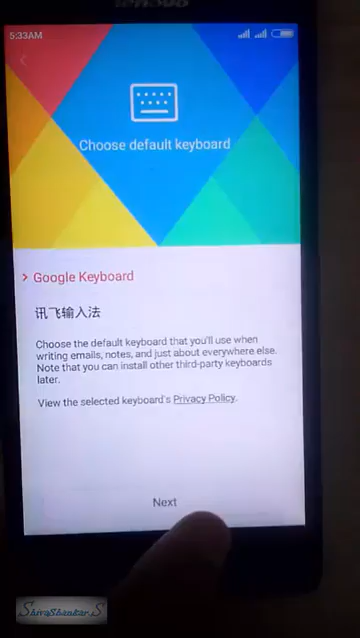 lenovo
5:33AM
Choose default keyboard
Google Keyboard
讯飞输入法
Choose the default keyboard that you'll use when
writing emails, notes, and just about everywhere else.
Note that you can install other third-party keyboards
later.
View the selected keyboard's Privacy Policy.
Next
ShivaShankar.S